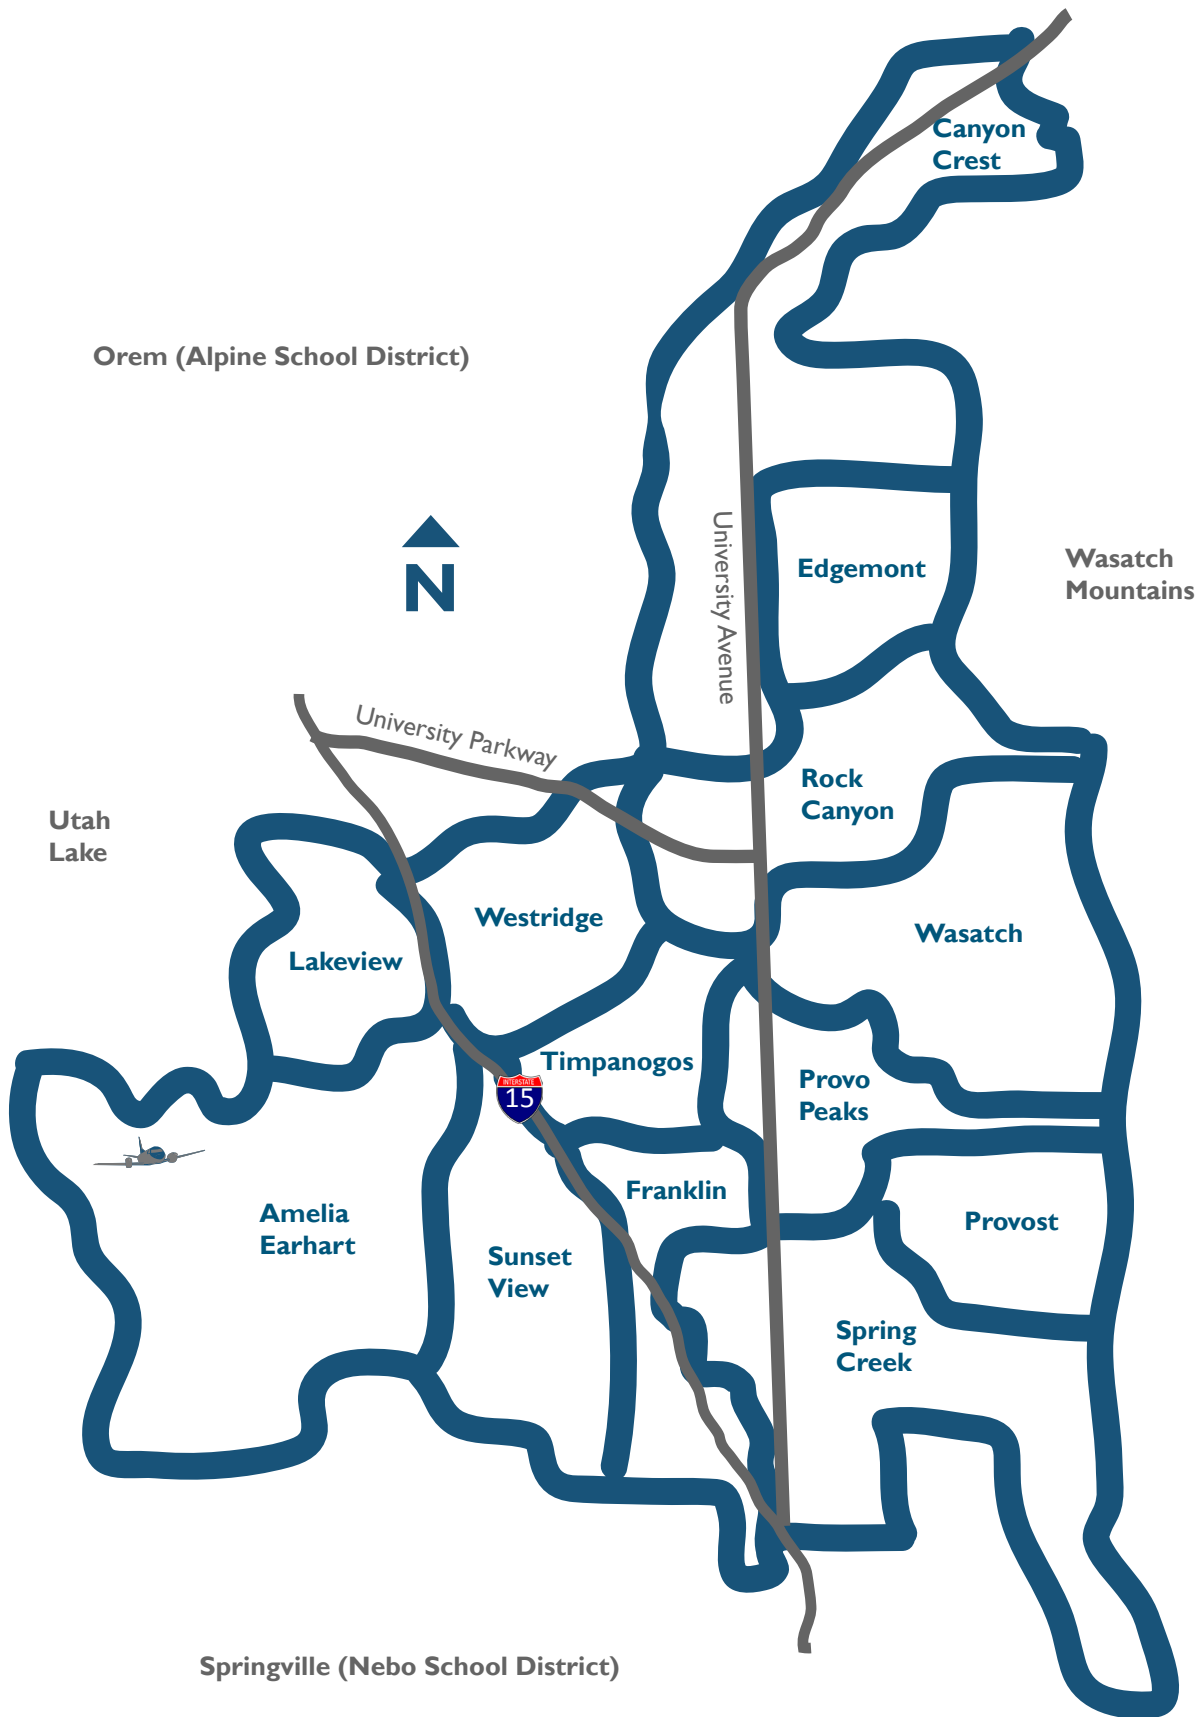 Canyon
Crest
Orem (Alpine School District)
University Avenue
Edgemont
Wasatch
Mountains
N
University Parkway
Rock
Canyon
Utah
Lake
Westridge
Wasatch
Lakeview
Timpanogos
Provo
Peaks
INTERSTATE
15
Franklin
Amelia
Earhart
Provost
Sunset
View
Spring
Creek
Springville (Nebo School District)